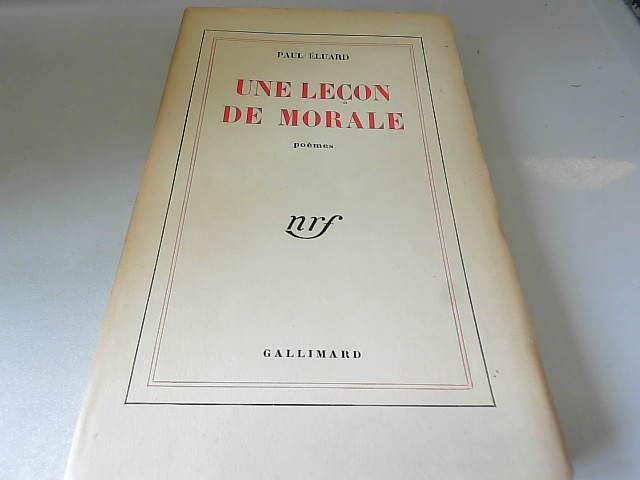 PAUL ELUARD
UNE LEÇON
DE MORALE
poèmes
nrf
GALLIMARD